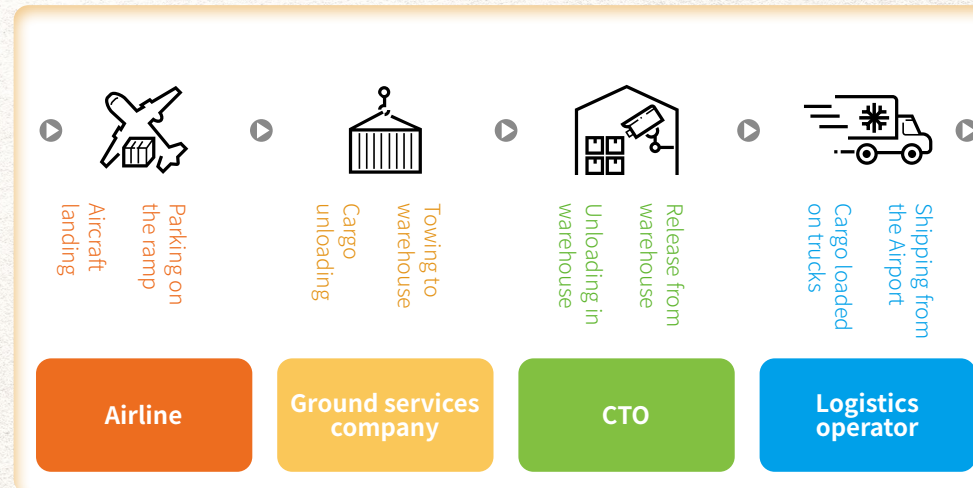 Aircraft
landing
Parking on
the ramp
Cargo
unloading
Towing to
warehouse
Unloading in
warehouse
Release from
warehouse
Cargo loaded
on trucks
Shipping from
the Airport
Airline
Ground services
company
CTO
Logistics
operator